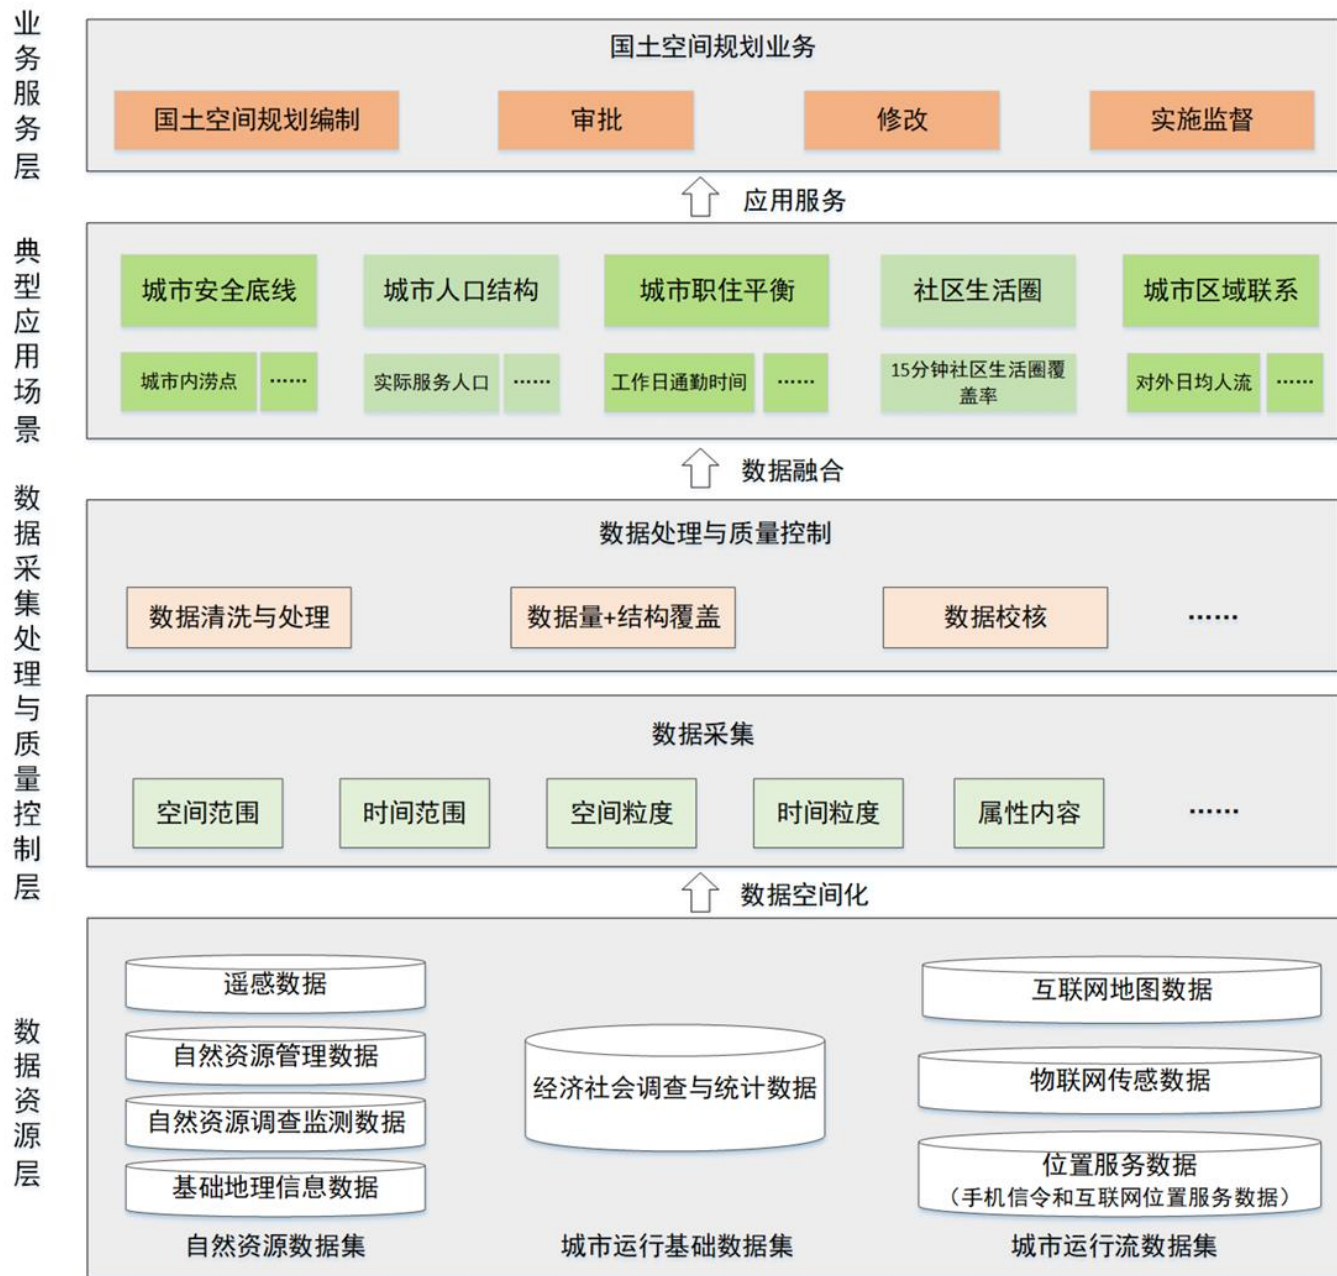 业务服务层
国土空间规划业务
国土空间规划编制
审批
修改
实施监督
应用服务
典型应用场景
城市安全底线
城市人口结构
城市职住平衡
社区生活圈
城市区域联系
城市内涝点
……
实际服务人口
……
工作日通勤时间
……
15分钟社区生活圈覆
盖率
对外日均人流
……
数据融合
数据采集处理与质量控制层
数据处理与质量控制
数据清洗与处理
数据量+结构覆盖
数据校核
……
数据采集
空间范围
时间范围
空间粒度
时间粒度
属性内容
……
数据空间化
数据资源层
遥感数据
自然资源管理数据
自然资源调查监测数据
基础地理信息数据
自然资源数据集
经济社会调查与统计数据
城市运行基础数据集
互联网地图数据
物联网传感数据
位置服务数据
（手机信令和互联网位置服务数据）
城市运行流数据集